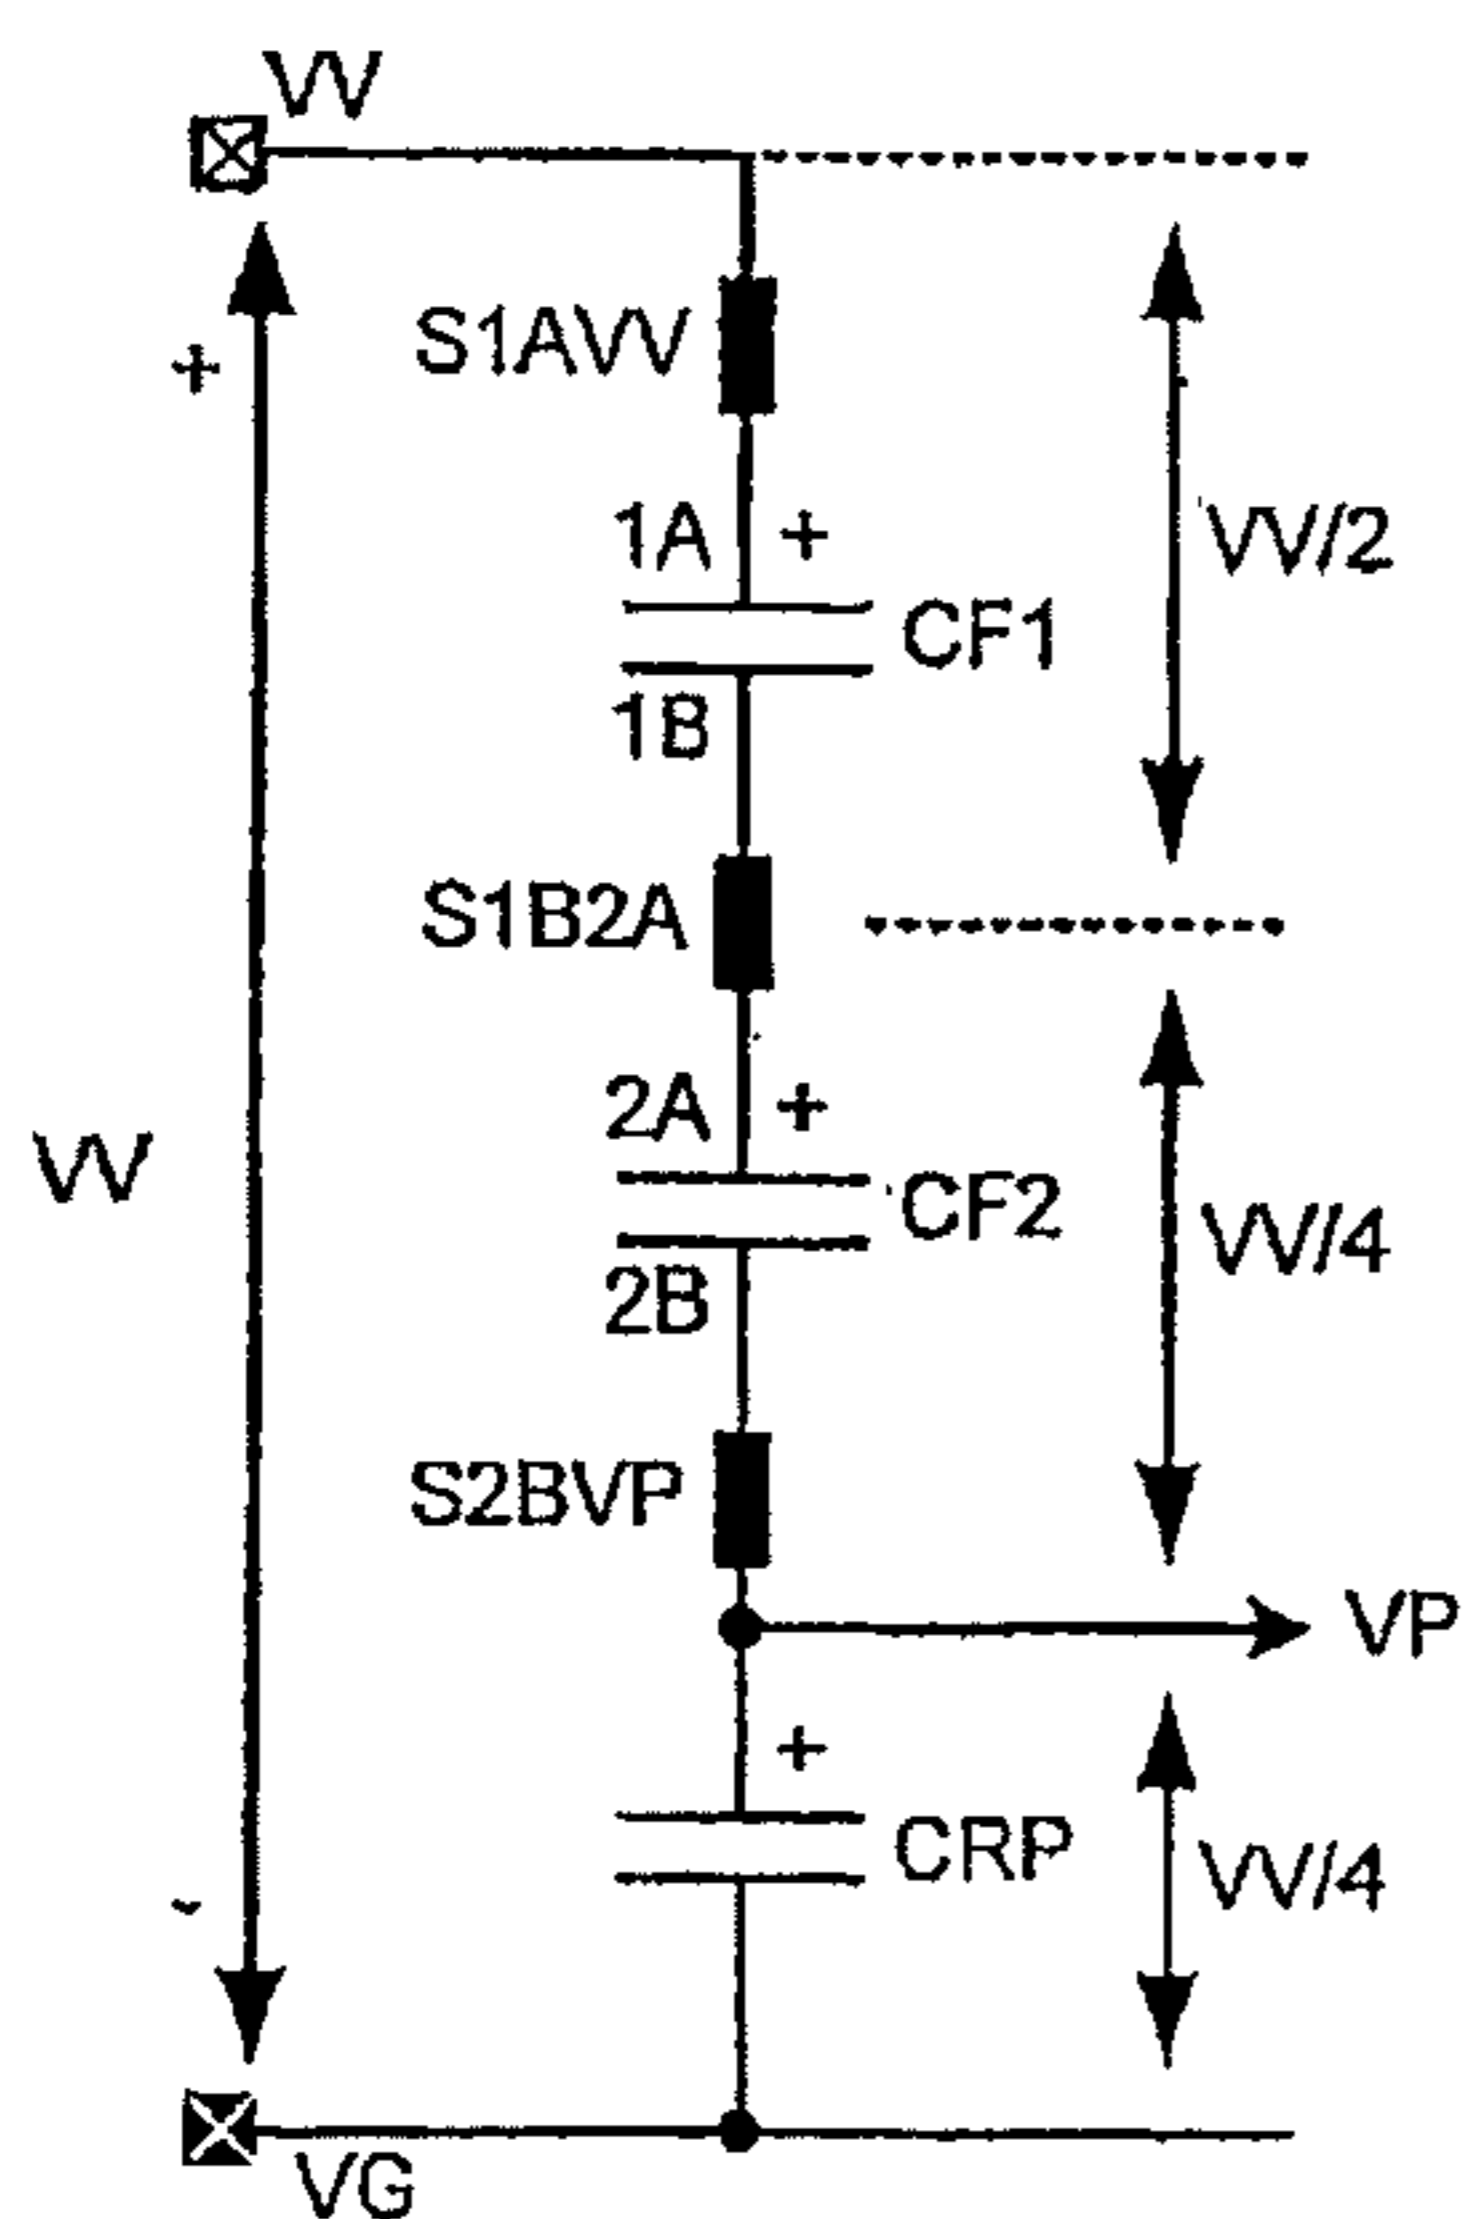 VV
S1AVV
+
1A +
VV/2
CF1
1B
S1B2A
2A +
VV
CF2
VV/4
2B
S2BVP
VP
+
CRP
VV/4
-
VG